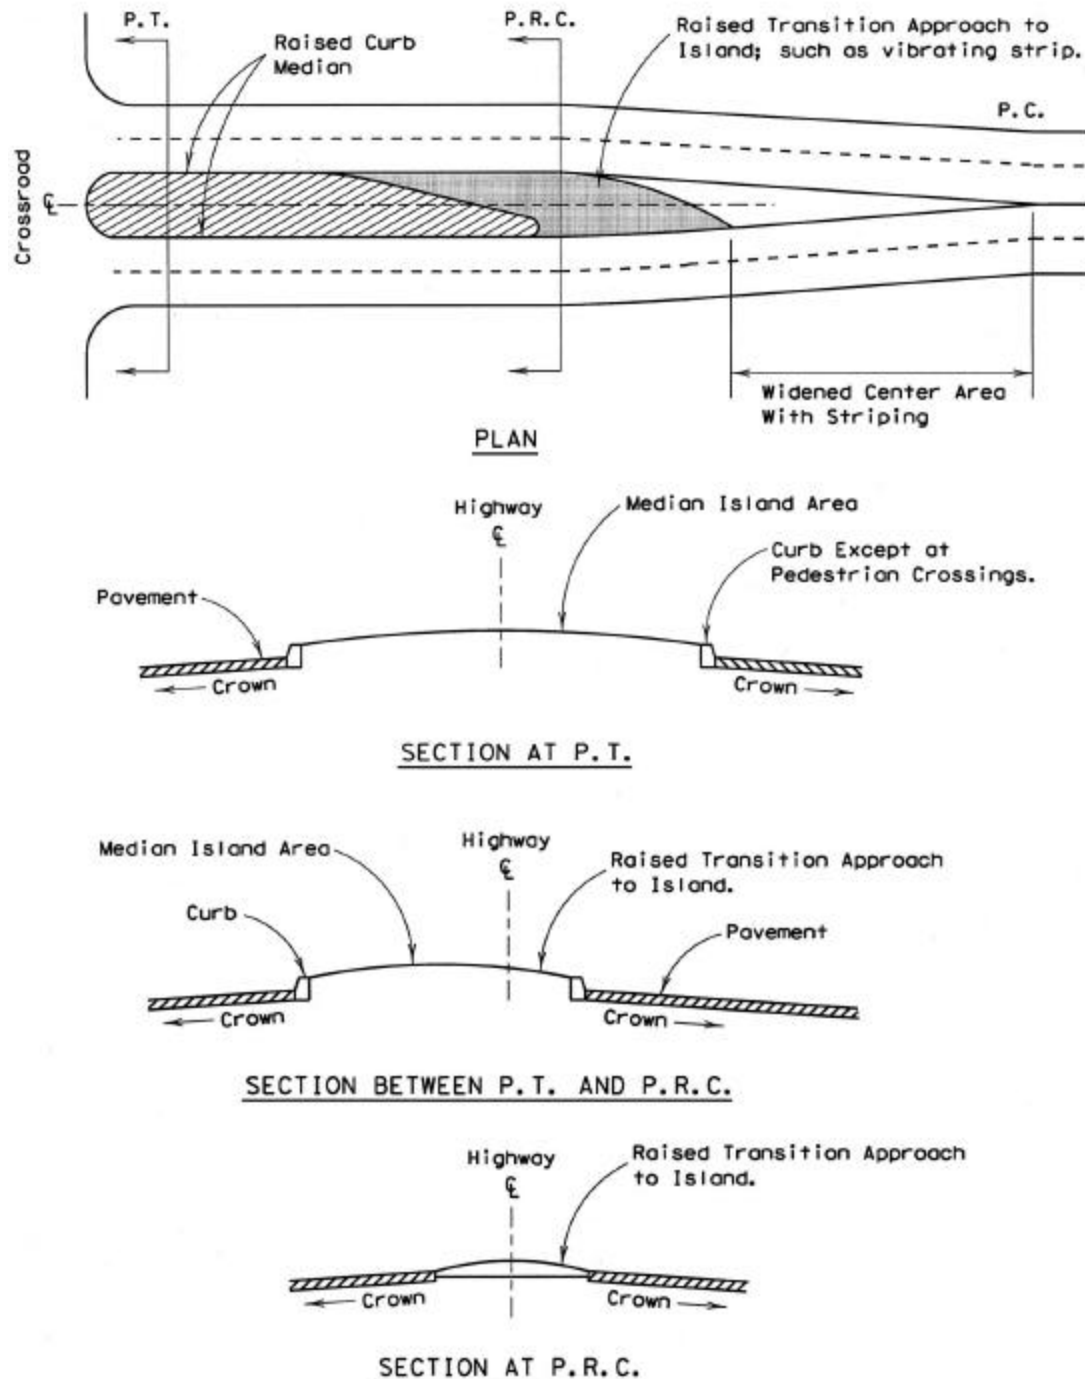 P.T.
P.R.C.
Raised Curb
Median
Raised Transition Approach to
Island; such as vibrating strip.
P.C.
Crossroad
℄
Widened Center Area
With Striping
PLAN
Highway
℄
Median Island Area
Curb Except at
Pedestrian Crossings.
Pavement
Crown
Crown
SECTION AT P.T.
Highway
℄
Median Island Area
Raised Transition Approach
to Island.
Curb
Pavement
Crown
Crown
SECTION BETWEEN P.T. AND P.R.C.
Highway
℄
Raised Transition Approach
to Island.
Crown
Crown
SECTION AT P.R.C.